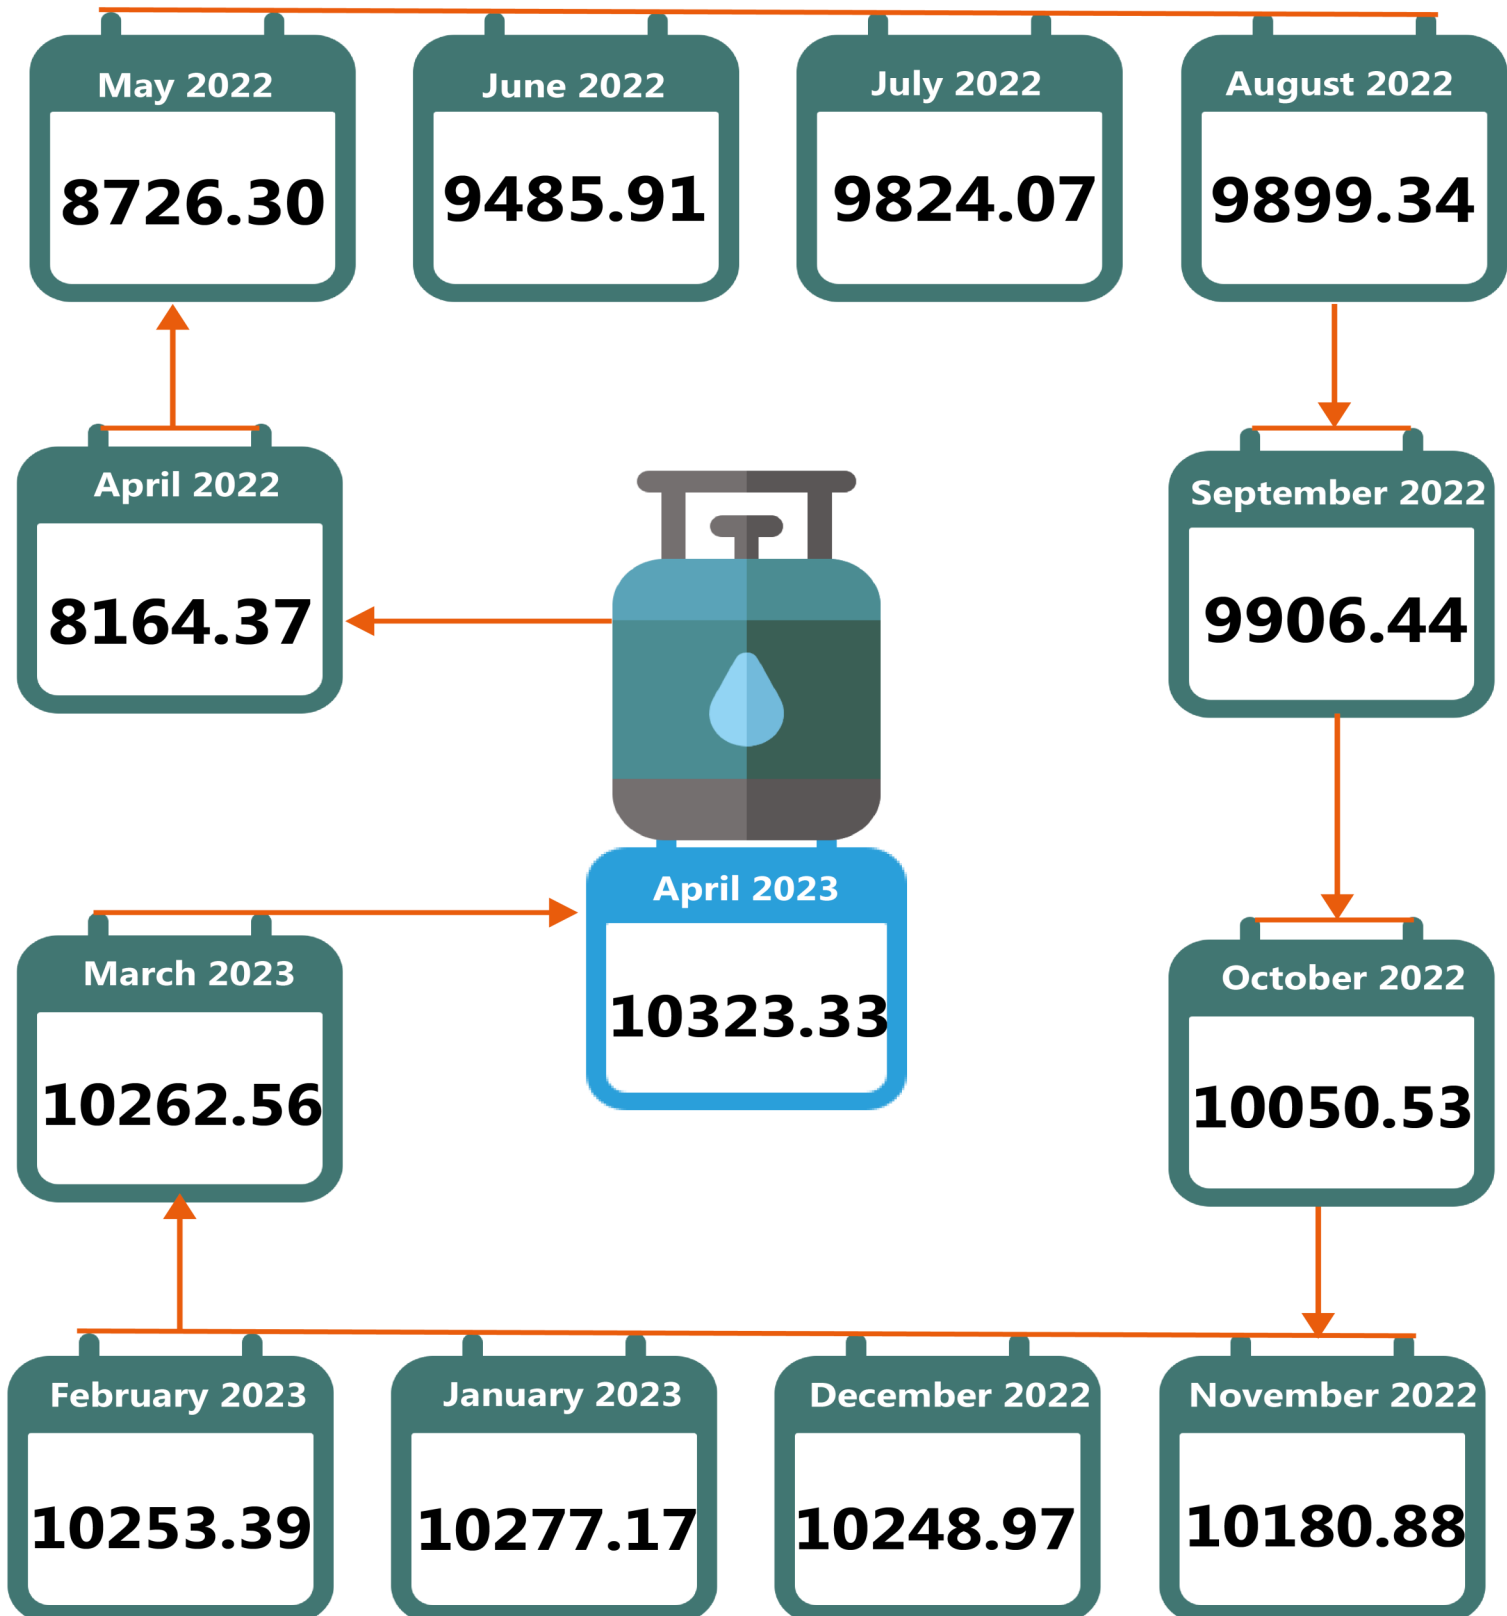 May 2022
8726.30
June 2022
9485.91
July 2022
9824.07
August 2022
9899.34
April 2022
8164.37
September 2022
9906.44
April 2023
10323.33
March 2023
10262.56
October 2022
10050.53
February 2023
10253.39
January 2023
10277.17
December 2022
10248.97
November 2022
10180.88